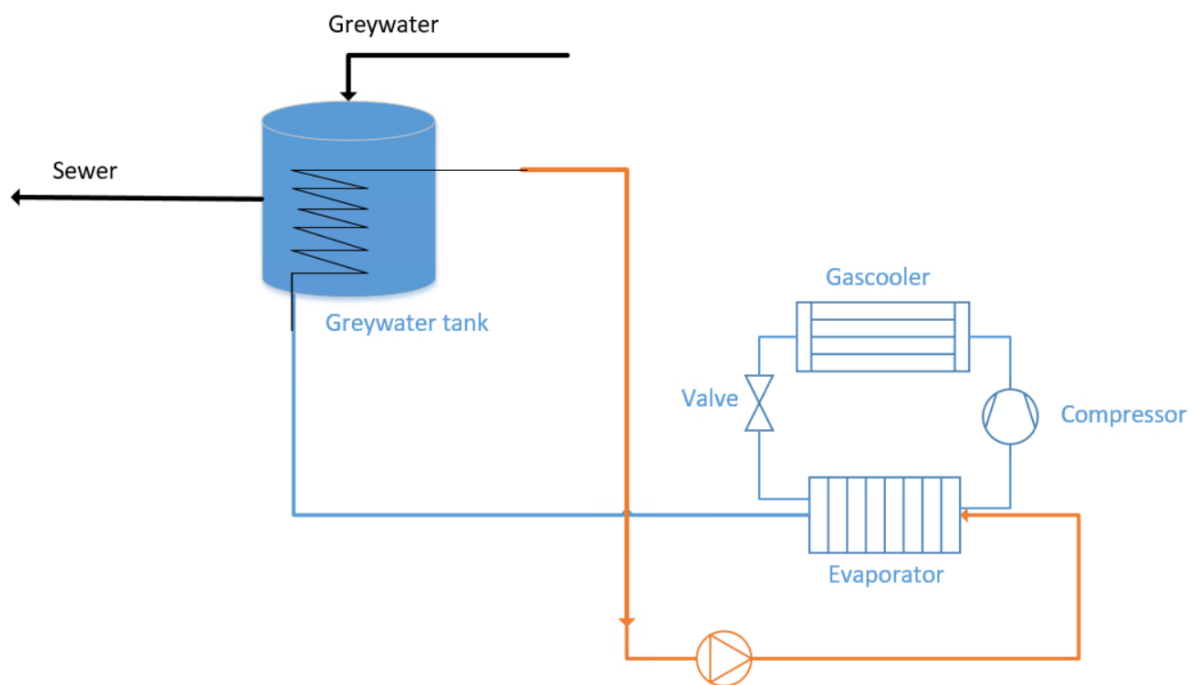 Greywater
Sewer
Gascooler
Greywater tank
Valve
Compressor
Evaporator